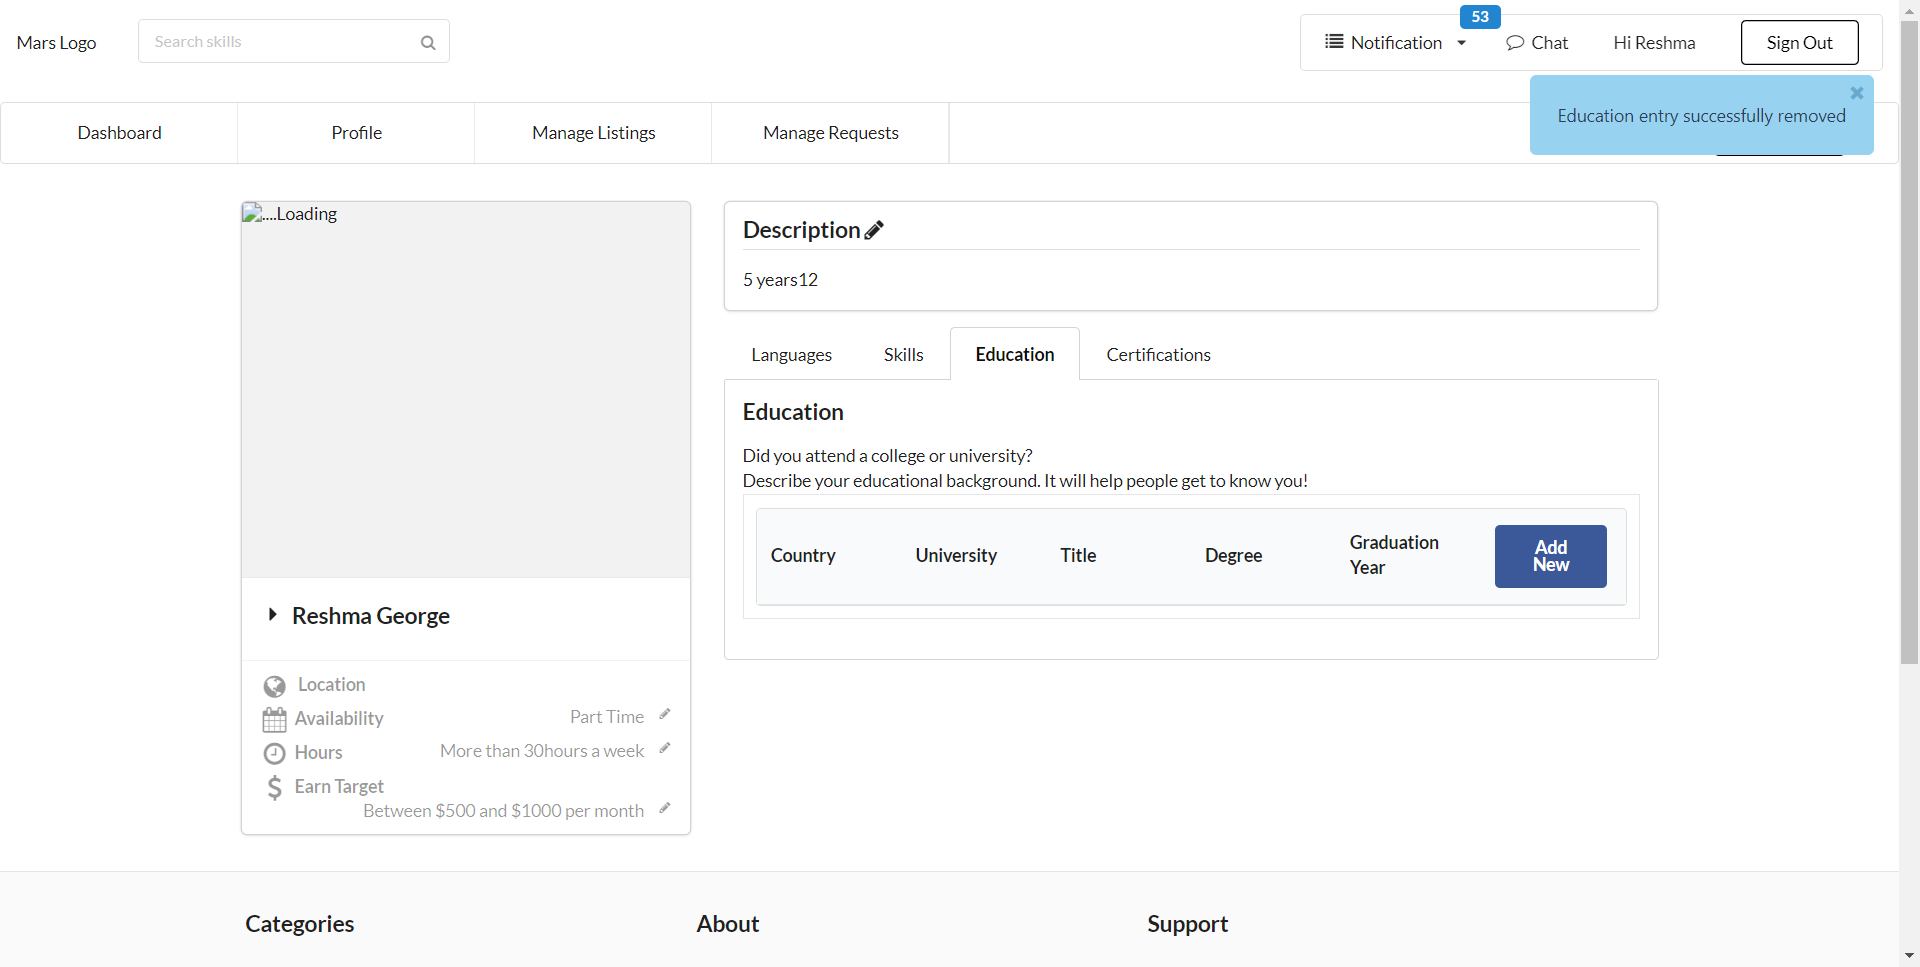 Mars Logo
Search skills
53
Notification
Chat
Hi Reshma
Sign Out
Education entry successfully removed
Dashboard
Profile
Manage Listings
Manage Requests
....Loading
Reshma George
Location
Availability
Part Time
Hours
More than 30hours a week
Earn Target
Between $500 and $1000 per month
Description
5 years12
Languages
Skills
Education
Certifications
Education
Did you attend a college or university?
Describe your educational background. It will help people get to know you!
Country
University
Title
Degree
Graduation
Year
Add
New
Categories
About
Support